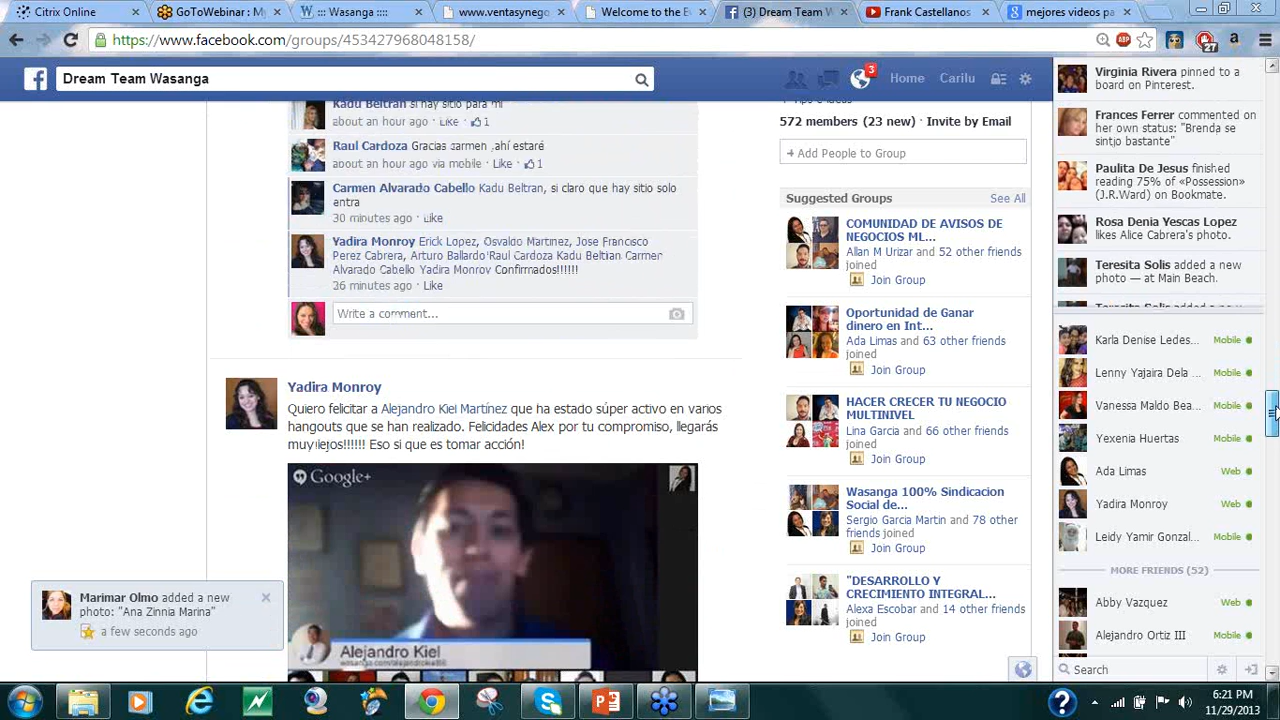 Citrix Online
GoToWebinar : My
::: Wasanga ::::
www.ventasynego
Welcome to the E
(3) Dream Team W
Frank Castellanos
mejores videos pa
https://www.facebook.com/groups/453427968048158/
27
Dream Team Wasanga
3
Home
Carilu
Kadu Beltran si hay sitio para mi
about an hour ago · Like · 1
Raul Cardoza Gracias carmen ,ahí estaré
about an hour ago via mobile · Like · 1
Carmen Alvarado Cabello Kadu Beltran, si claro que hay sitio solo
entra
30 minutes ago · Like
Yadira Monroy Erick Lopez, Osvaldo Martinez, Jose Francisco
Perez Cabrera, Arturo Ballardo'Raul Cardoza Kadu Beltran Carmen
Alvarado Cabello Yadira Monroy Confirmados!!!!!!
26 minutes ago · Like
Write a comment...
Yadira Monroy
Quiero felicitar a Alejandro Kiel Martínez que ha estado súper activo en varios
hangouts que se han realizado. Felicidades Alex por tu compromiso, llegarás
muy lejos!!!!!! Eso si que es tomar acción!
Google+
Alejandro Kiel
Marimar Olmo added a new
photo: "Ana Zinnia Marina"
a few seconds ago
572 members (23 new) · Invite by Email
+ Add People to Group
Suggested Groups
See All
COMUNIDAD DE AVISOS DE
NEGOCIOS ML...
Allan M Urizar and 52 other friends
joined
Join Group
Oportunidad de Ganar
dinero en Int...
Ada Limas and 63 other friends
joined
Join Group
HACER CRECER TU NEGOCIO
MULTINIVEL
Lina Garcia and 66 other friends
joined
Join Group
Wasanga 100% Sindicacion
Social de...
Sergio Garcia Martin and 78 other
friends joined
Join Group
"DESARROLLO Y
CRECIMIENTO INTEGRAL...
Alexa Escobar and 14 other friends
joined
Join Group
Virginia Rivera pinned to a
board on Pinterest.
Frances Ferrer commented on
her own status: "Brenda se
sintio bastante"
Paulita De Jesus finished
reading 75% of «Possession»
(J.R.Ward) on Bookmate.
Rosa Denia Yescas Lopez
likes Alice Cabrera's photo.
Teresita Solis added a new
photo — at Main Beach.
Teresita Solis added a new
Karla Denise Ledes... Mobile
Lenny Yajaira Dela ... Mobile
Vanessa Maldo Bea... Mobile
Yexenia Huertas Mobile
Ada Limas Web
Yadira Monroy Web
Leidy Yamir Gonzal... Mobile
MORE FRIENDS (52)
Abby Vazquez Web
Alejandro Ortiz III Mobile
Search
6:21 PM
11/29/2013